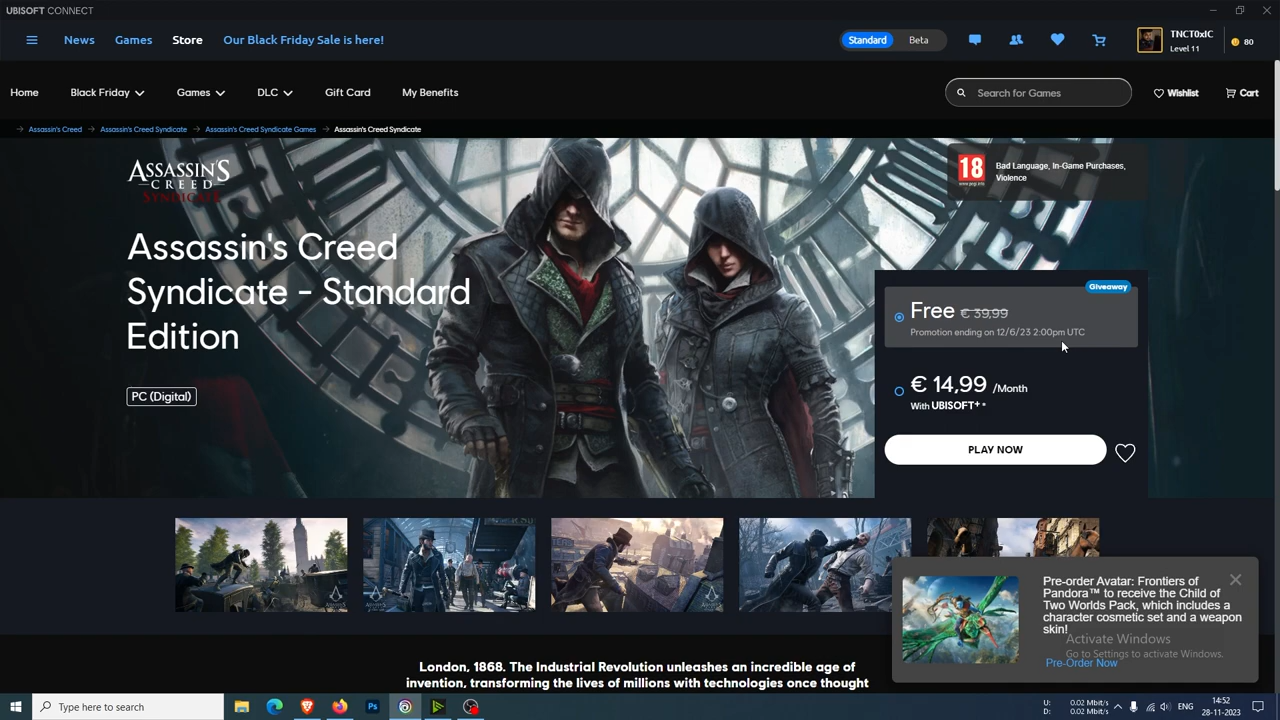 UBISOFT CONNECT
News
Games
Store
Our Black Friday Sale is here!
Standard
Beta
TNCT0xIC
Level 11
80
Home
Black Friday
Games
DLC
Gift Card
My Benefits
Search for Games
Wishlist
Cart
Assassin's Creed
Assassin's Creed Syndicate
Assassin's Creed Syndicate Games
Assassin's Creed Syndicate
ASSASSIN'S
CREED
SYNDICATE
18
Bad Language, In-Game Purchases,
Violence
Assassin's Creed
Syndicate - Standard
Edition
PC (Digital)
Giveaway
Free € 39,99
Promotion ending on 12/6/23 2:00pm UTC
€ 14,99 /Month
With UBISOFT+ *
PLAY NOW
Pre-order Avatar: Frontiers of
Pandora™ to receive the Child of
Two Worlds Pack, which includes a
character cosmetic set and a weapon
skin!
Pre-Order Now
Activate Windows
Go to Settings to activate Windows.
London, 1868. The Industrial Revolution unleashes an incredible age of
invention, transforming the lives of millions with technologies once thought
Type here to search
Ps
U: 0.02 Mbit/s
D: 0.02 Mbit/s
ENG
14:52
28-11-2023